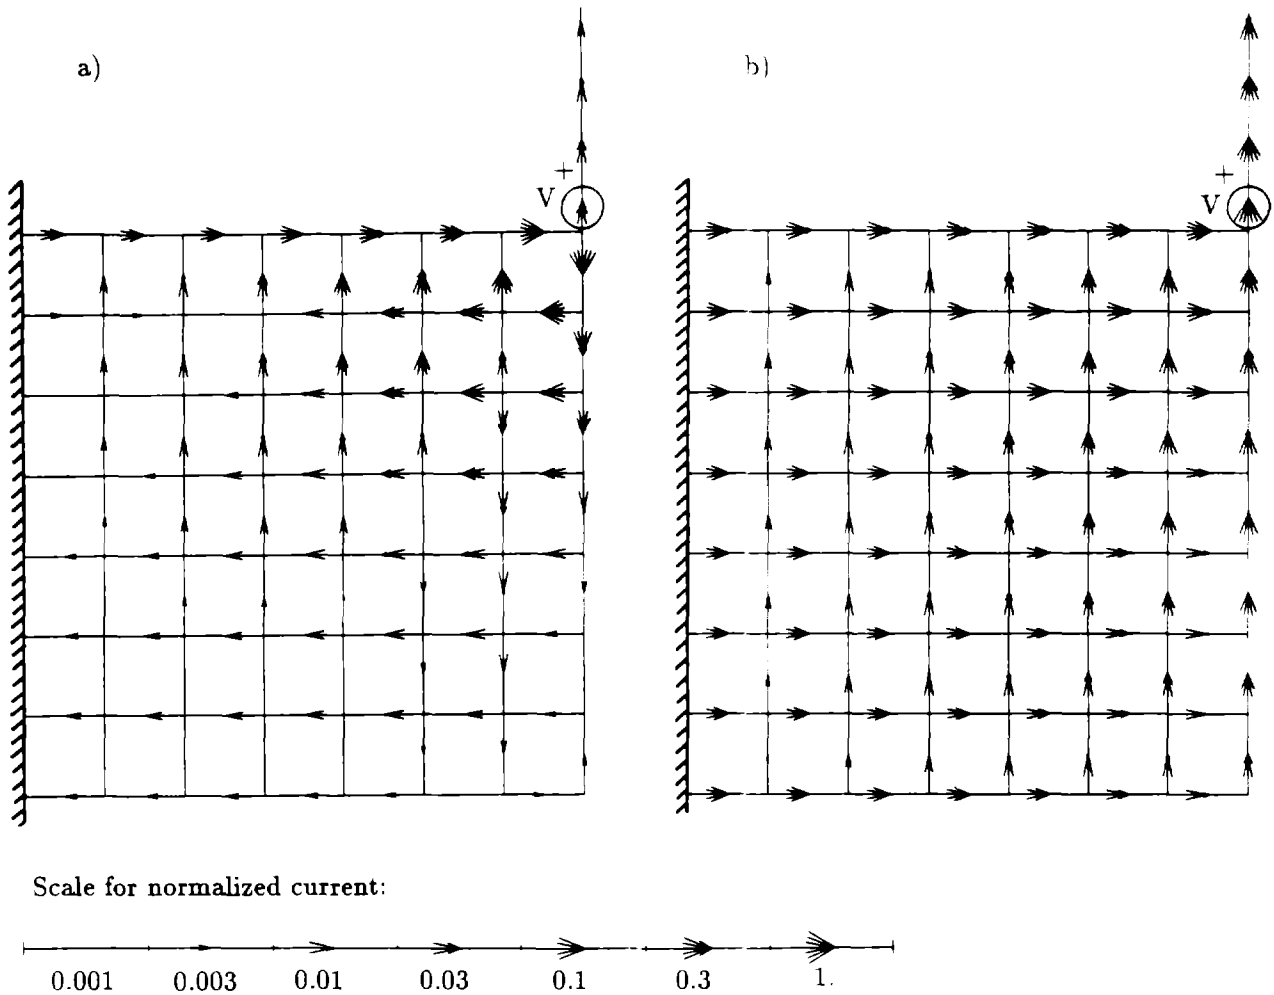 a)
b)
+
V
+
V
Scale for normalized current:
0.001 0.003 0.01 0.03 0.1 0.3 1.